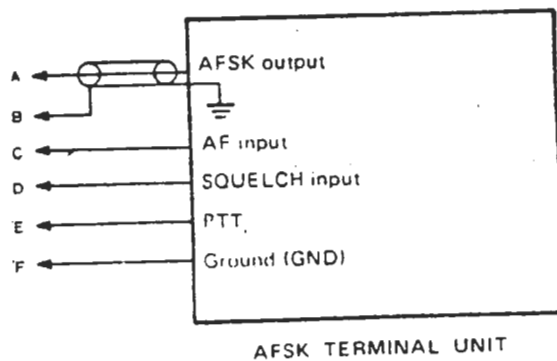 A
AFSK output
B
C
AF input
D
SQUELCH input
E
PTT
F
Ground (GND)
AFSK TERMINAL UNIT